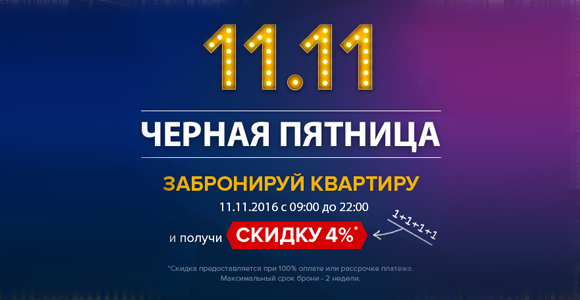 11.11
ЧЕРНАЯ ПЯТНИЦА
ЗАБРОНИРУЙ КВАРТИРУ
11.11.2016 с 09:00 до 22:00
1+1+1+1
и получи СКИДКУ 4%*
*Скидка предоставляется при 100% оплате или рассрочке платежа.
Максимальный срок брони - 2 недели.